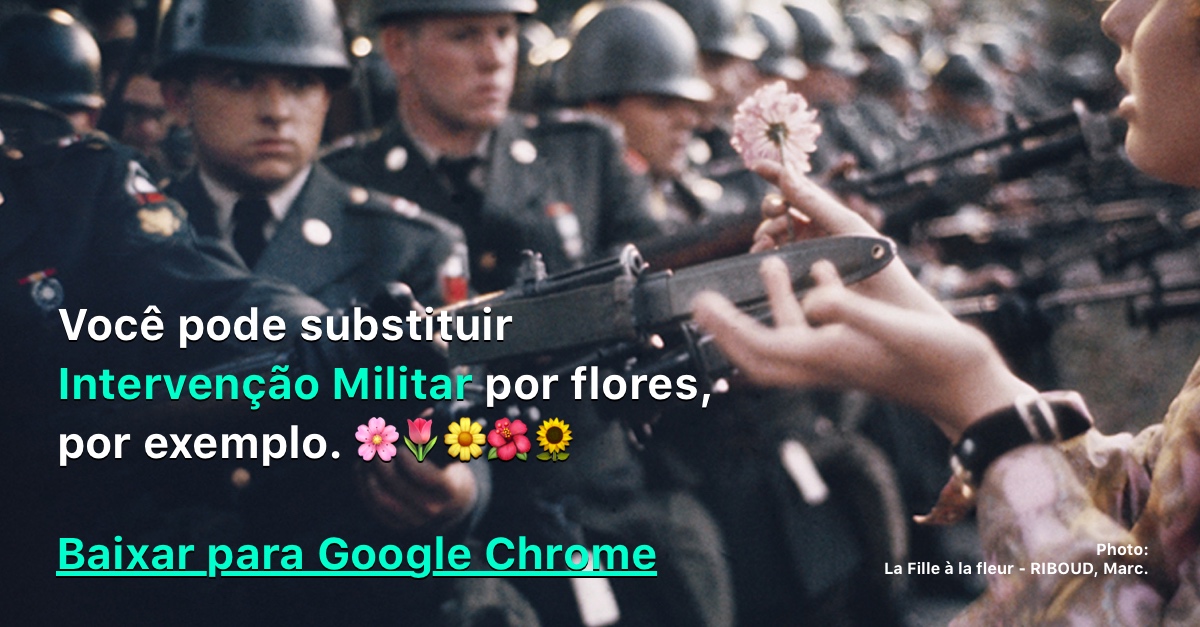 Você pode substituir
Intervenção Militar por flores,
por exemplo. 🌸🌷🌼🌺🌻
Baixar para Google Chrome
Photo:
La Fille à la fleur - RIBOUD, Marc.